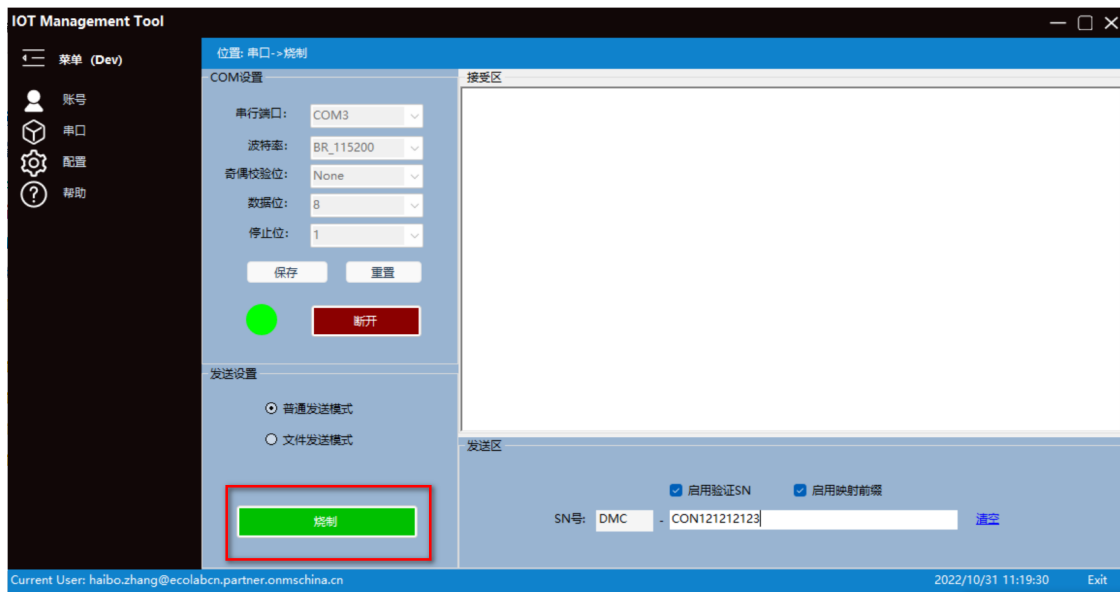 IOT Management Tool
菜单 (Dev)
账号
串口
配置
帮助
位置: 串口->烧制
COM设置
串行端口: COM3
波特率: BR_115200
奇偶校验位: None
数据位: 8
停止位: 1
保存 重置
断开
发送设置
普通发送模式
文件发送模式
烧制
接受区
发送区
启用验证SN 启用映射前缀
SN号: DMC - CON121212123 清空
Current User: haibo.zhang@ecolabcn.partner.onmschina.cn 2022/10/31 11:19:30 Exit